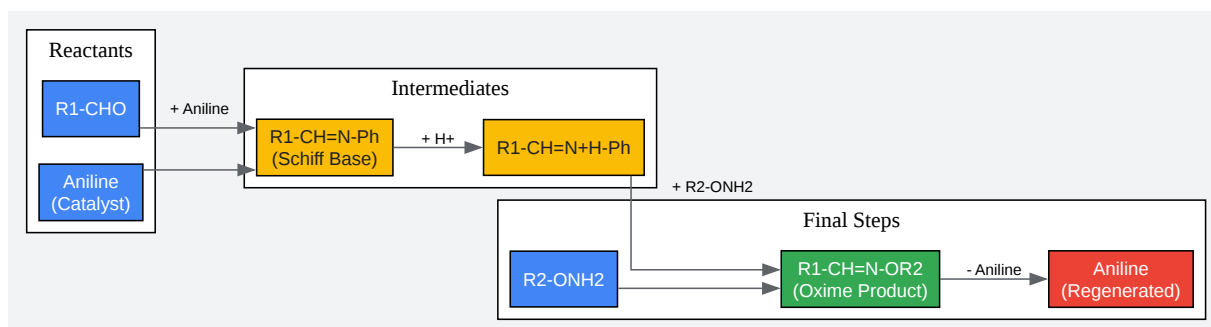 Reactants
R1-CHO
Aniline
(Catalyst)
+ Aniline
Intermediates
R1-CH=N-Ph
(Schiff Base)
+ H+
R1-CH=N+H-Ph
+ R2-ONH2
Final Steps
R2-ONH2
R1-CH=N-OR2
(Oxime Product)
- Aniline
Aniline
(Regenerated)